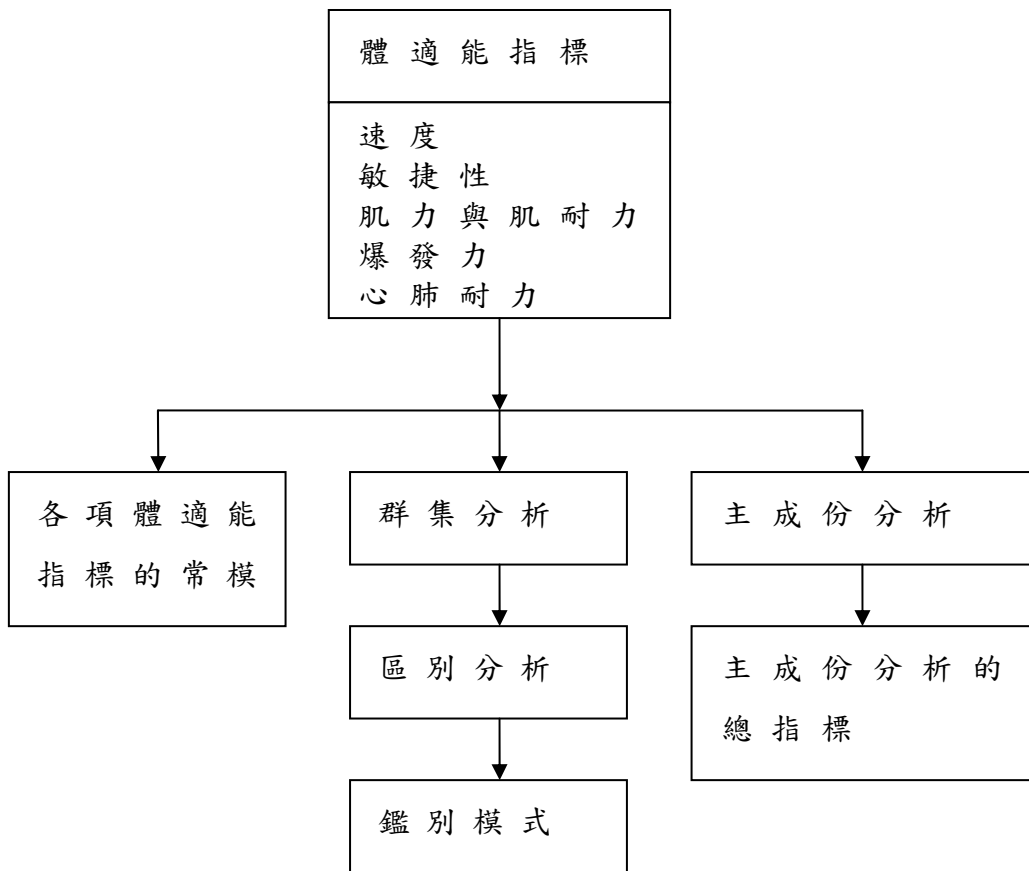 體適能指標
速度
敏捷性
肌力與肌耐力
爆發力
心肺耐力
各項體適能
指標的常模
群集分析
主成份分析
區別分析
主成份分析的
總指標
鑑別模式